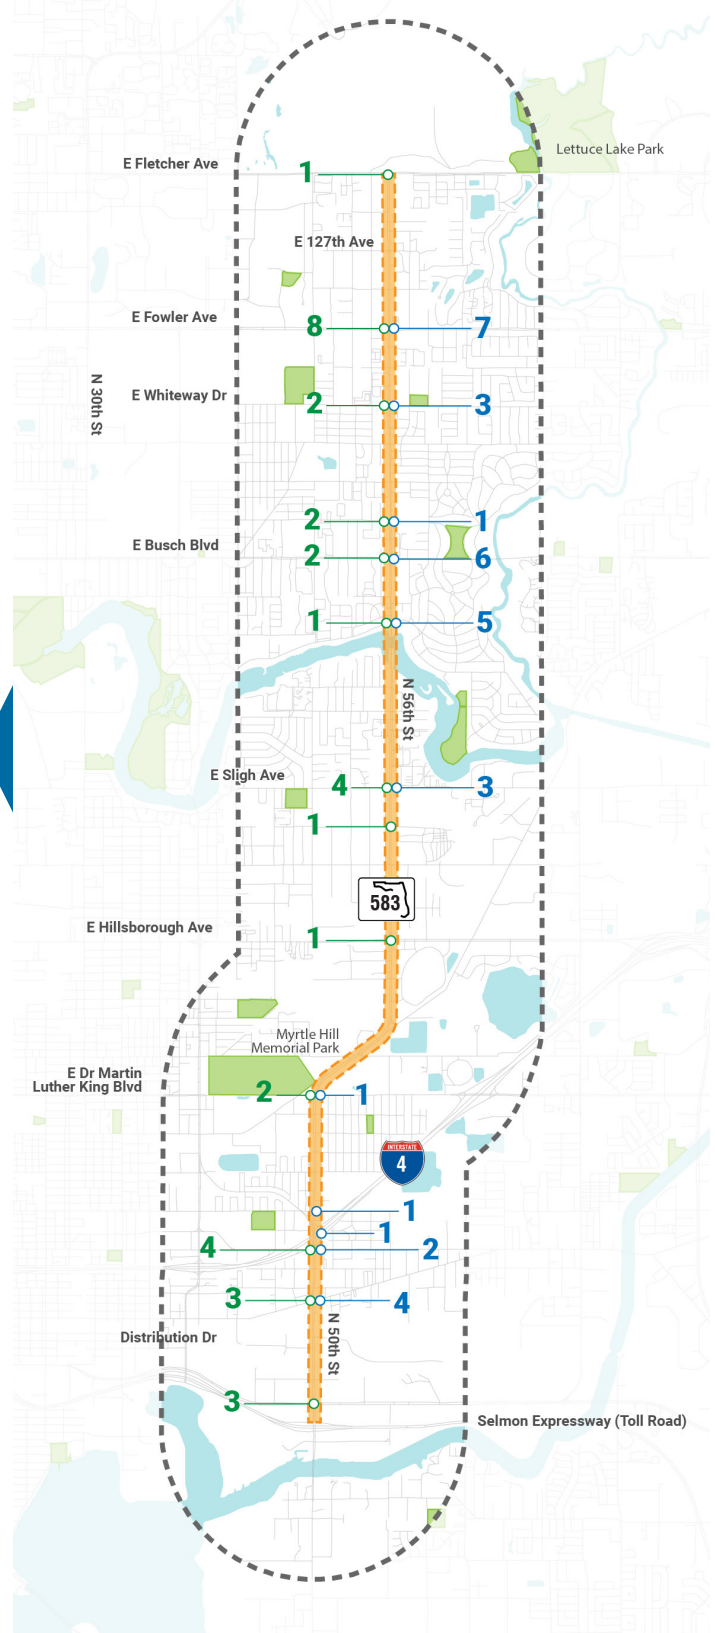 Lettuce Lake Park
E Fletcher Ave
1
E 127th Ave
E Fowler Ave
8
7
N 30th St
E Whiteway Dr
2
3
2
1
E Busch Blvd
2
6
1
5
N 56th St
E Sligh Ave
4
3
1
583
E Hillsborough Ave
1
Myrtle Hill
Memorial Park
E Dr Martin
Luther King Blvd
2
1
INTERSTATE
4
1
1
4
2
3
4
Distribution Dr
N 50th St
3
Selmon Expressway (Toll Road)